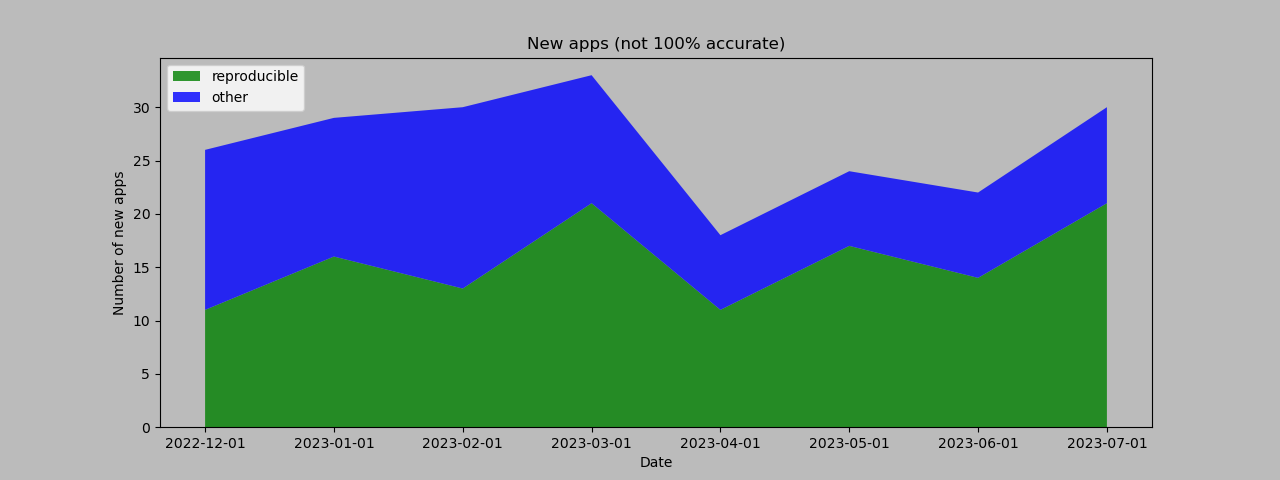 New apps (not 100% accurate)
reproducible
other
Number of new apps
30
25
20
15
10
5
0
2022-12-01 2023-01-01 2023-02-01 2023-03-01 2023-04-01 2023-05-01 2023-06-01 2023-07-01
Date